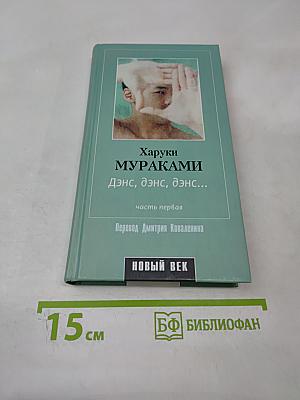 Харуки
МУРАКАМИ
Дэнс, дэнс, дэнс...
часть первая
Перевод Дмитрия Коваленина
НОВЫЙ ВЕК
15 см
БФ БИБЛИОФАН